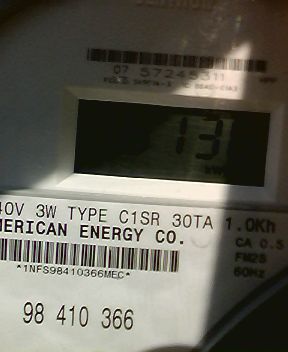 07 57245311
13
kW
40V 3W TYPE C1SR 30TA 1.0Kh
MERICAN ENERGY CO.
CA 0.5
FM2S
60Hz
*1NFS98410366MEC*
98 410 366